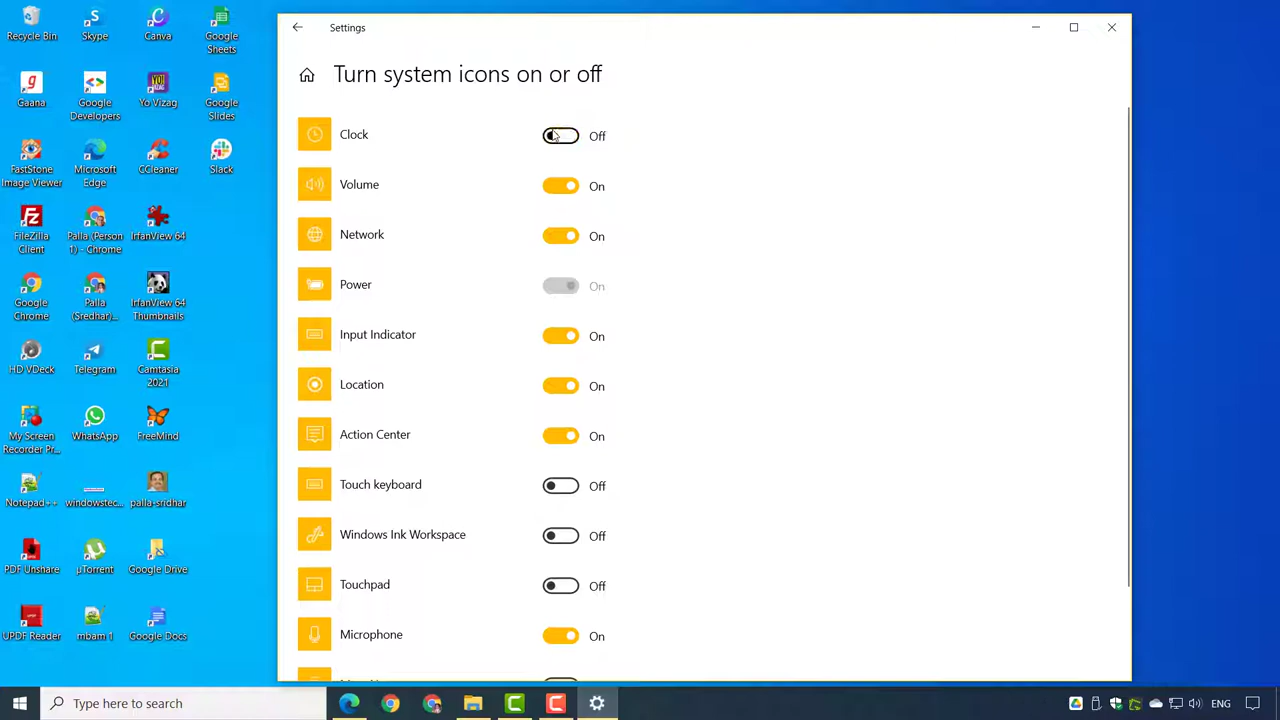 Settings
Turn system icons on or off
Clock
Off
Volume
On
Network
On
Power
On
Input Indicator
On
Location
On
Action Center
On
Touch keyboard
Off
Windows Ink Workspace
Off
Touchpad
Off
Microphone
On
Recycle Bin
Skype
Canva
Google
Sheets
Gaana
Google
Developers
Yo Vizag
Google
Slides
FastStone
Image Viewer
Microsoft
Edge
CCleaner
Slack
FileZilla
Client
Palla (Person
1) - Chrome
IrfanView 64
Google
Chrome
Palla
(Sredhar)...
IrfanView 64
Thumbnails
HD VDeck
Telegram
Camtasia
2021
My Screen
Recorder Pr...
WhatsApp
FreeMind
Notepad++
windowstec...
palla-sridhar
PDF Unshare
µTorrent
Google Drive
UPDF Reader
mbam 1
Google Docs
Type here to search
ENG